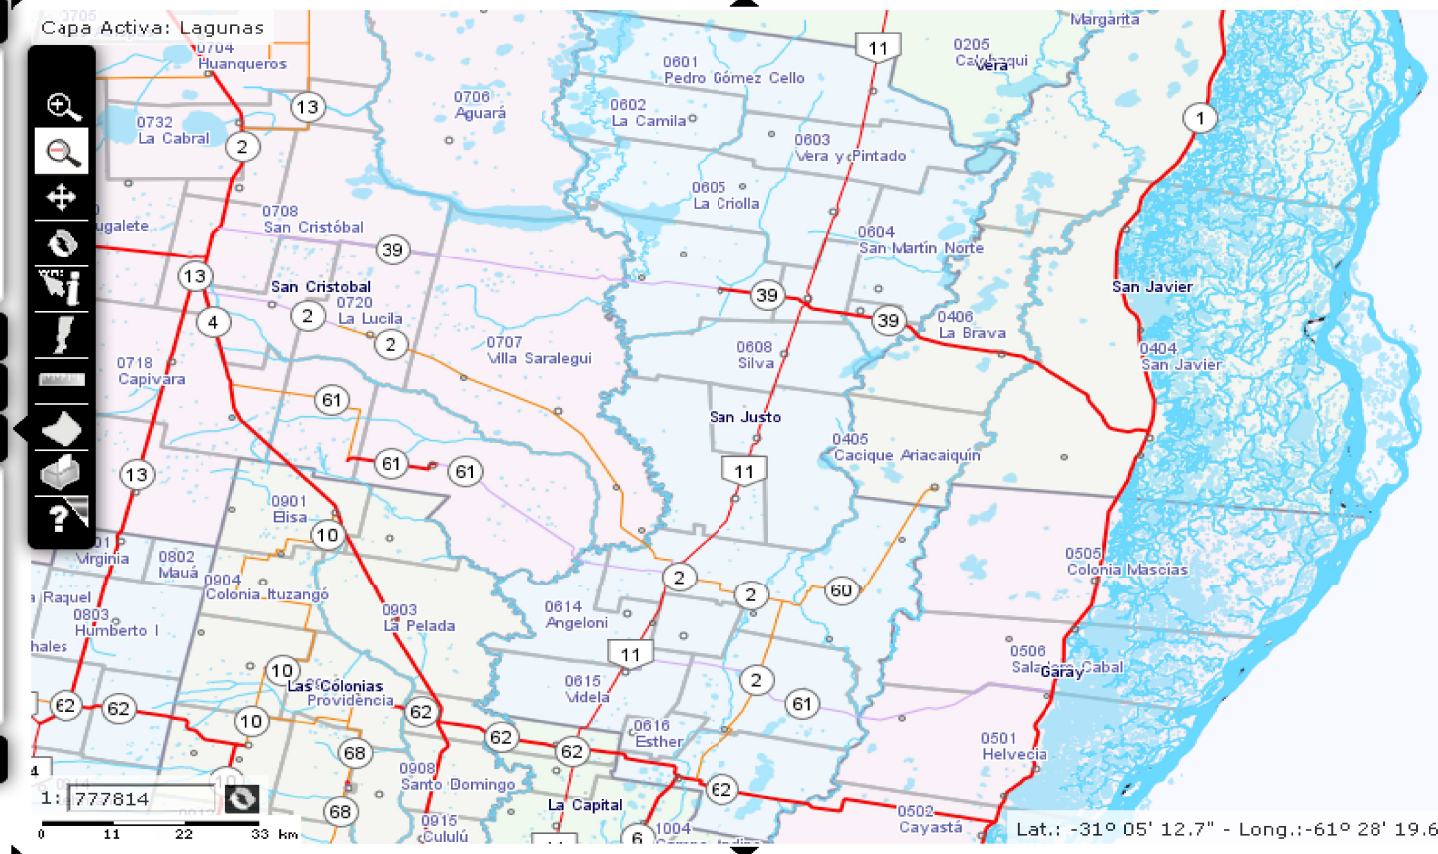 Capa Activa: Lagunas
0704
Huanqueros
13
0732
La Cabral
2
0706
Aguará
0601
Pedro Gómez Cello
0602
La Camila
11
0205
Vera
Margarita
1
0603
Vera y Pintado
0605
La Criolla
0604
San Martín Norte
0708
San Cristóbal
39
13
San Cristobal
0720
La Lucila
2
4
2
39
39
0406
La Brava
San Javier
0404
San Javier
0707
Villa Saralegui
0608
Silva
0718
Capivara
61
San Justo
0405
Cacique Ariacaiquín
61
61
11
13
0901
Elisa
10
Virginia
0802
Mauá
0904
Colonia Ituzangó
0505
Colonia Mascías
2
2
60
a Raquel
0803
Humberto I
hales
0903
La Pelada
0614
Angeloni
11
0506
Saladero Cabal
Garay
10
Las Colonias
Providencia
0615
Videla
2
61
62
62
10
62
62
62
0616
Esther
0501
Helvecia
68
0908
Santo Domingo
62
4
10
1:
777814
68
La Capital
0502
Cayastá
0915
Cululú
6
1004
0 11 22 33 km
Lat.: -31º 05' 12.7" - Long.:-61º 28' 19.6
?